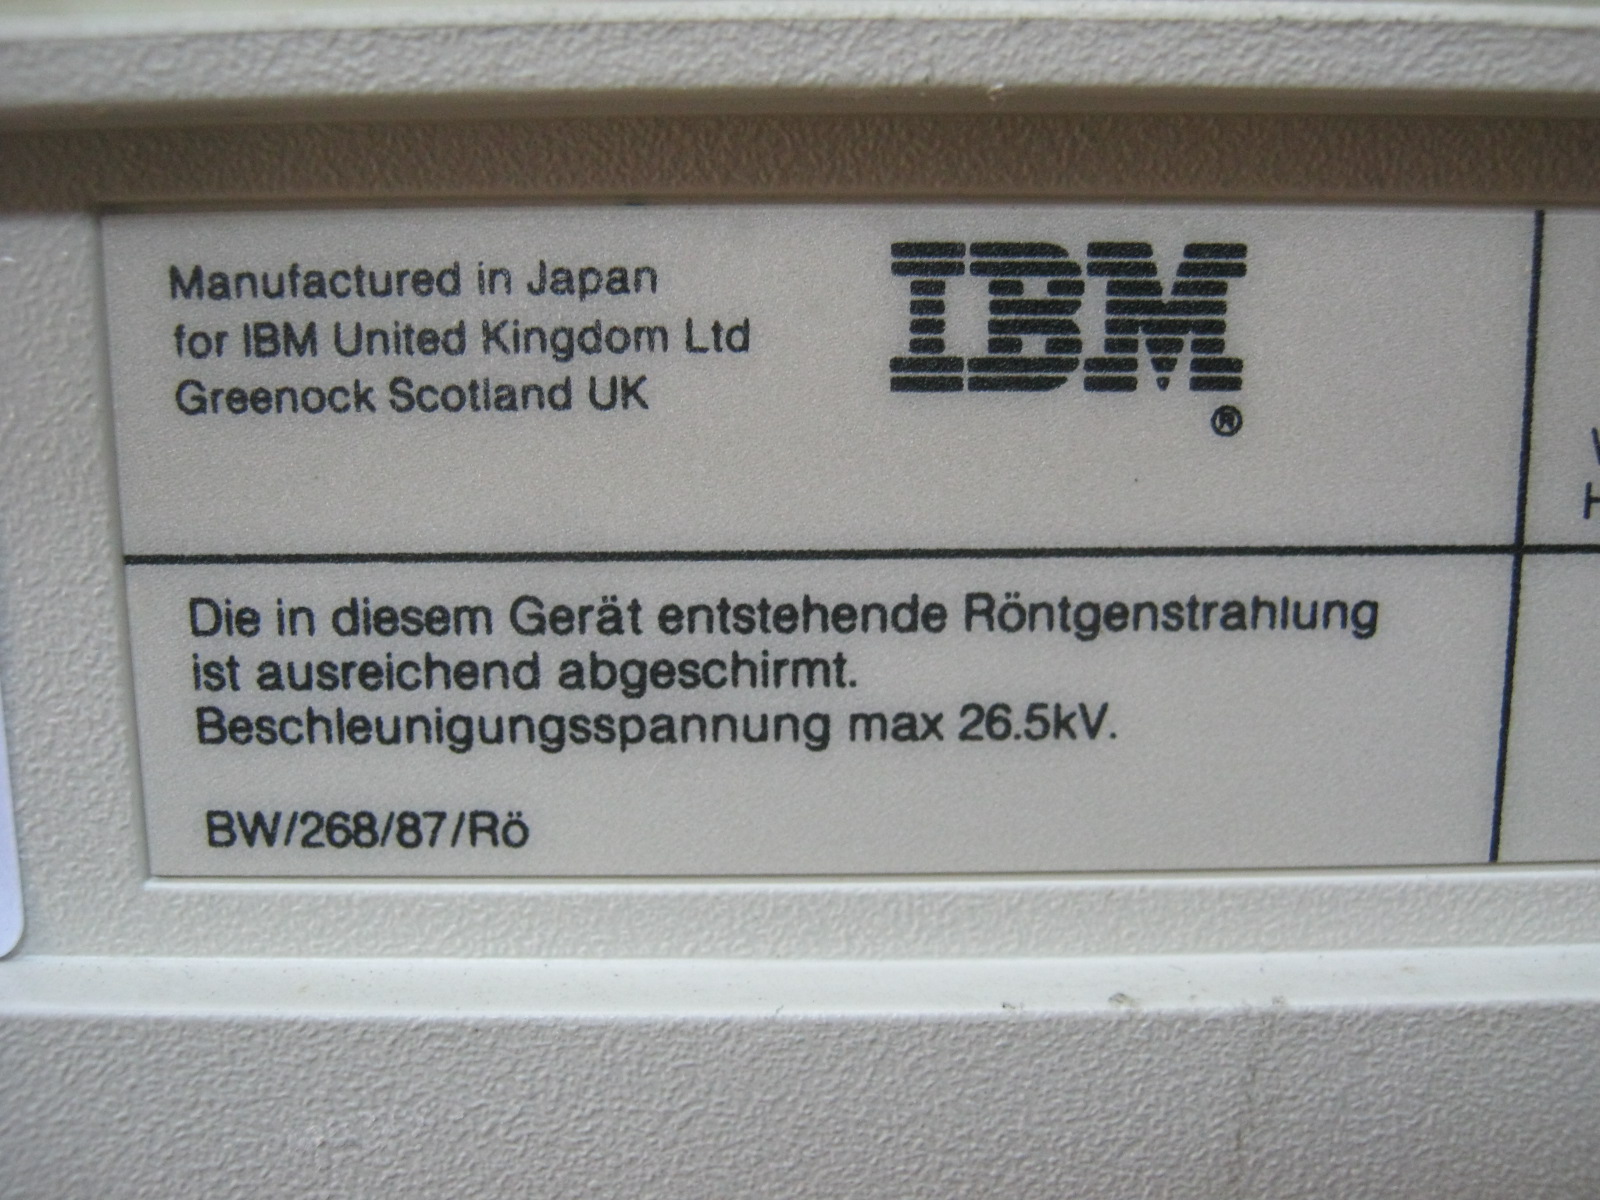 Manufactured in Japan
for IBM United Kingdom Ltd
Greenock Scotland UK
IBM
®
Die in diesem Gerät entstehende Röntgenstrahlung
ist ausreichend abgeschirmt.
Beschleunigungsspannung max 26.5kV.
BW/268/87/Rö